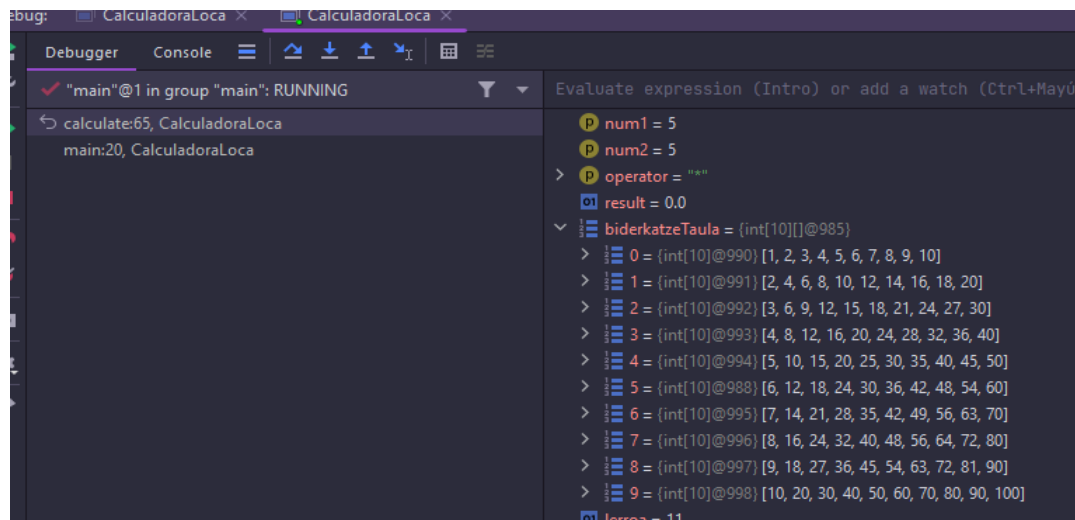 ebug: CalculadoraLoca × CalculadoraLoca ×
Debugger Console
"main"@1 in group "main": RUNNING
Evaluate expression (Intro) or add a watch (Ctrl+Mayú
calculate:65, CalculadoraLoca
main:20, CalculadoraLoca
num1 = 5
num2 = 5
operator = "*"
result = 0.0
biderkatzeTaula = {int[10][]@985}
0 = {int[10]@990} [1, 2, 3, 4, 5, 6, 7, 8, 9, 10]
1 = {int[10]@991} [2, 4, 6, 8, 10, 12, 14, 16, 18, 20]
2 = {int[10]@992} [3, 6, 9, 12, 15, 18, 21, 24, 27, 30]
3 = {int[10]@993} [4, 8, 12, 16, 20, 24, 28, 32, 36, 40]
4 = {int[10]@994} [5, 10, 15, 20, 25, 30, 35, 40, 45, 50]
5 = {int[10]@988} [6, 12, 18, 24, 30, 36, 42, 48, 54, 60]
6 = {int[10]@995} [7, 14, 21, 28, 35, 42, 49, 56, 63, 70]
7 = {int[10]@996} [8, 16, 24, 32, 40, 48, 56, 64, 72, 80]
8 = {int[10]@997} [9, 18, 27, 36, 45, 54, 63, 72, 81, 90]
9 = {int[10]@998} [10, 20, 30, 40, 50, 60, 70, 80, 90, 100]
lerroa = 11